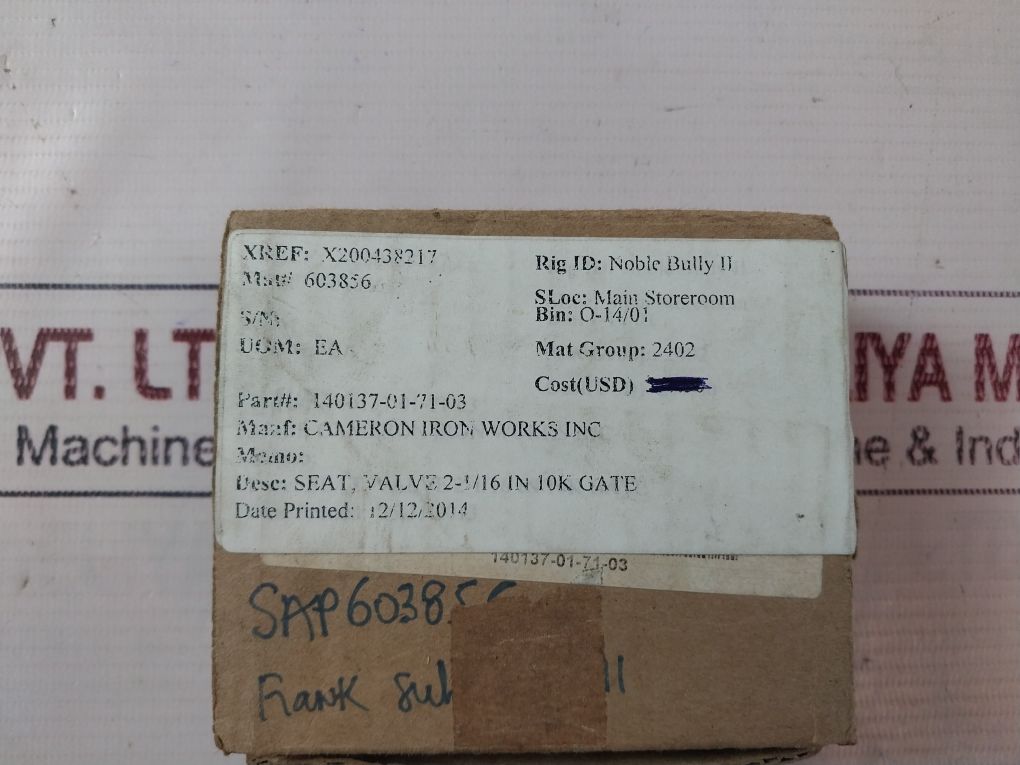 XREF: X200438217
Mat# 603856
S/M:
UOM: EA
Part#: 140137-01-71-03
Manf: CAMERON IRON WORKS INC
Memo:
Desc: SEAT, VALVE 2-1/16 IN 10K GATE
Date Printed: 12/12/2014
Rig ID: Noble Bully II
SLoc: Main Storeroom
Bin: O-14/01
Mat Group: 2402
Cost(USD)
140137-01-71-03
SAP603856
Frank
VT. LT
Machine
IYA M
ne & Ind